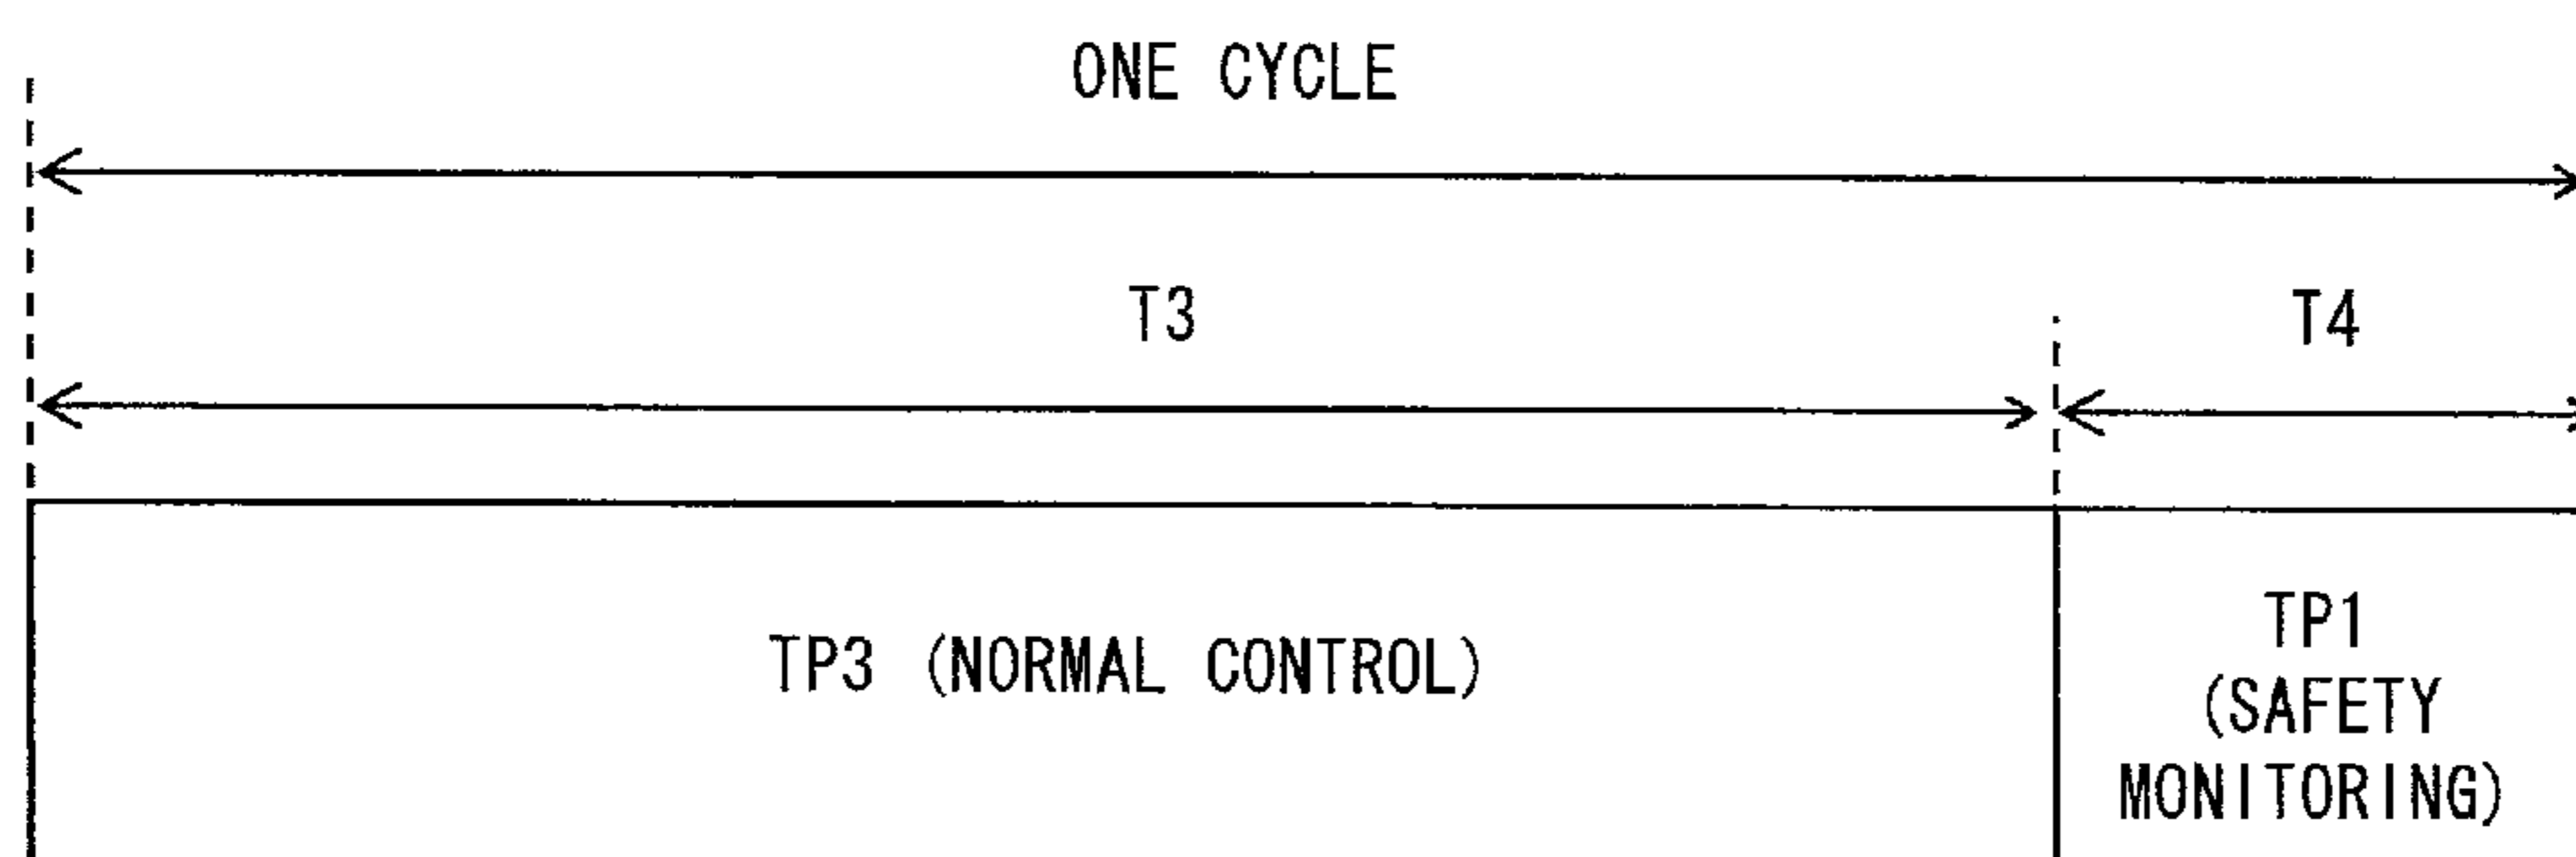 ONE CYCLE
T3
T4
TP3 (NORMAL CONTROL)
TP1
(SAFETY
MONITORING)